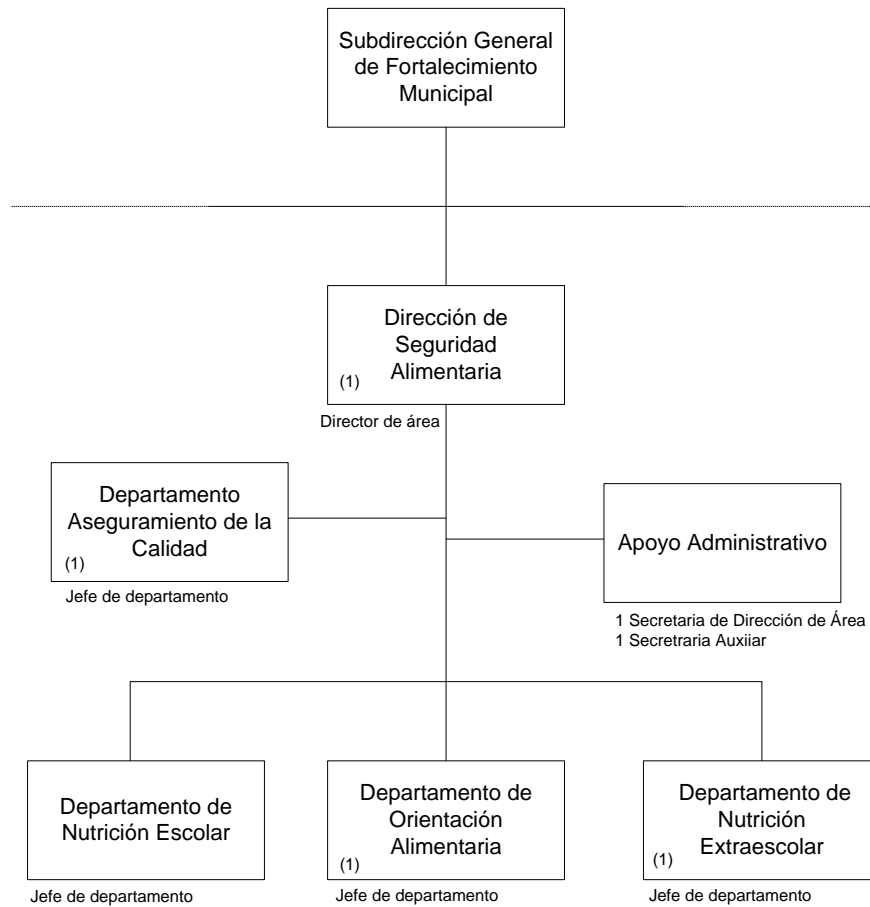 Subdirección General
de Fortalecimiento
Municipal
Dirección de
Seguridad
Alimentaria
(1)
Director de área
Departamento
Aseguramiento de la
Calidad
(1)
Jefe de departamento
Apoyo Administrativo
1 Secretaria de Dirección de Área
1 Secretraria Auxiiar
Departamento de
Nutrición Escolar
Jefe de departamento
Departamento de
Orientación
Alimentaria
(1)
Jefe de departamento
Departamento de
Nutrición
Extraescolar
(1)
Jefe de departamento